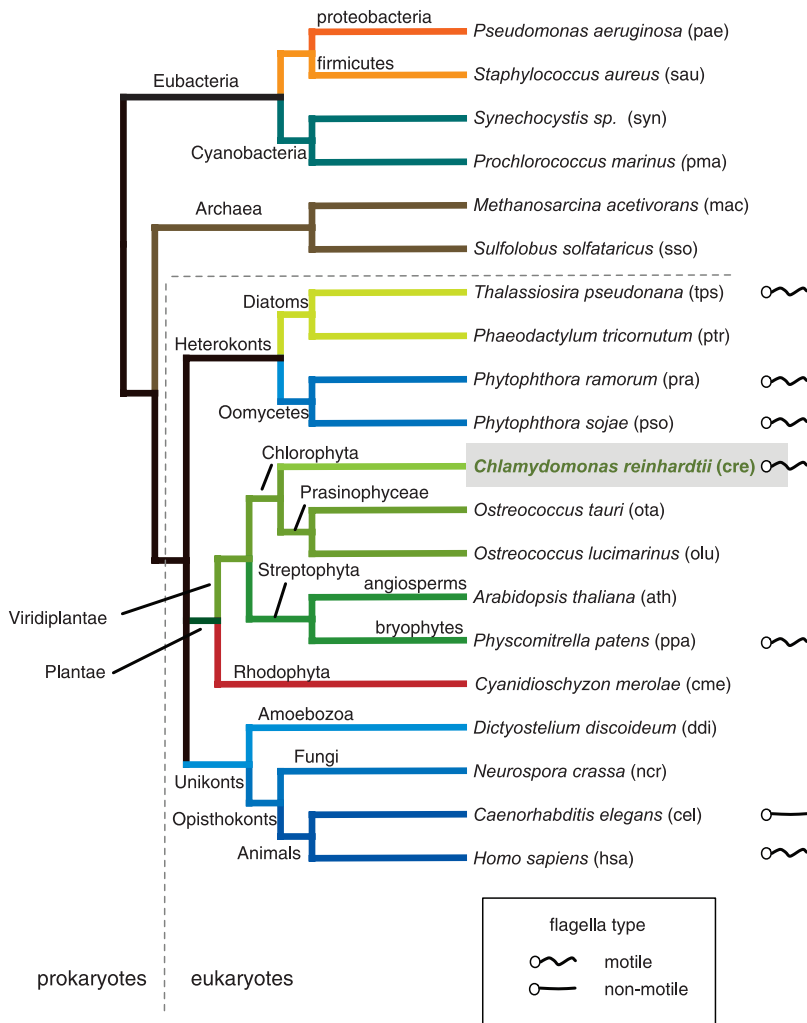 proteobacteria
Pseudomonas aeruginosa (pae)
firmicutes
Staphylococcus aureus (sau)
Eubacteria
Synechocystis sp. (syn)
Cyanobacteria
Prochlorococcus marinus (pma)
Archaea
Methanosarcina acetivorans (mac)
Sulfolobus solfataricus (sso)
Diatoms
Thalassiosira pseudonana (tps)
Phaeodactylum tricornutum (ptr)
Heterokonts
Phytophthora ramorum (pra)
Oomycetes
Phytophthora sojae (pso)
Chlorophyta
Chlamydomonas reinhardtii (cre)
Prasinophyceae
Ostreococcus tauri (ota)
Ostreococcus lucimarinus (olu)
Streptophyta
angiosperms
Arabidopsis thaliana (ath)
Viridiplantae
bryophytes
Physcomitrella patens (ppa)
Plantae
Rhodophyta
Cyanidioschyzon merolae (cme)
Amoebozoa
Dictyostelium discoideum (ddi)
Unikonts
Fungi
Neurospora crassa (ncr)
Opisthokonts
Caenorhabditis elegans (cel)
Animals
Homo sapiens (hsa)
flagella type
motile
non-motile
prokaryotes
eukaryotes